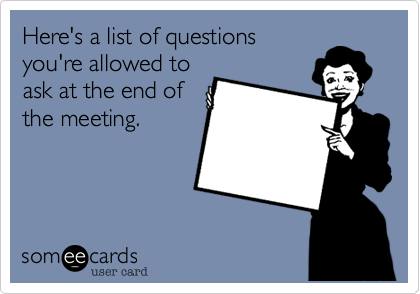 Here's a list of questions
you're allowed to
ask at the end of
the meeting.
someecards
user card